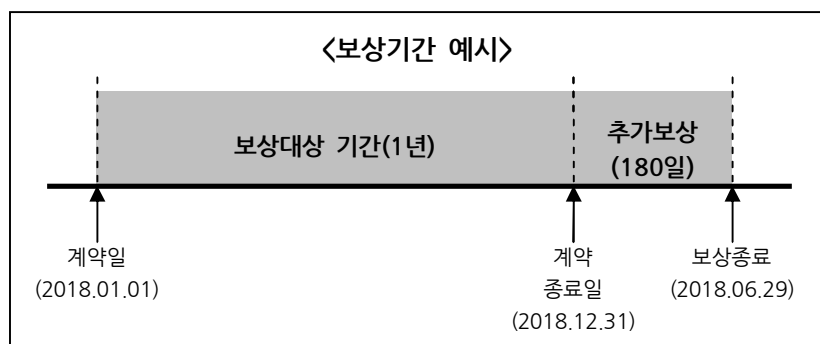 <보상기간 예시>
보상대상 기간(1년)
추가보상
(180일)
계약일
(2018.01.01)
계약
종료일
(2018.12.31)
보상종료
(2018.06.29)